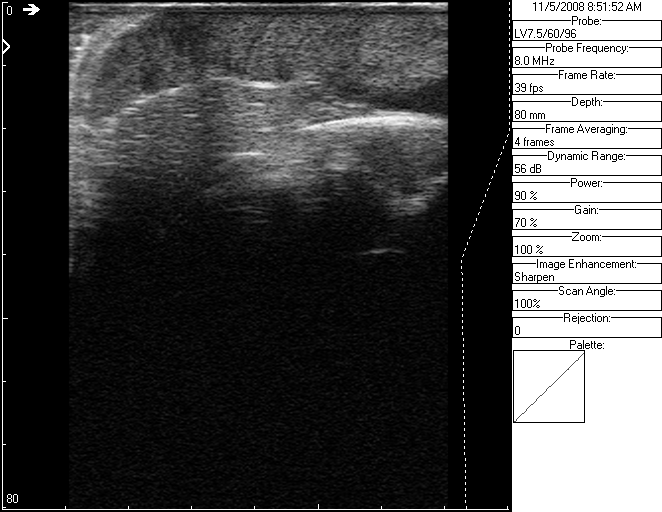 0
80
11/5/2008 8:51:52 AM
Probe:
LV7.5/60/96
Probe Frequency:
8.0 MHz
Frame Rate:
39 fps
Depth:
80 mm
Frame Averaging:
4 frames
Dynamic Range:
56 dB
Power:
90 %
Gain:
70 %
Zoom:
100 %
Image Enhancement:
Sharpen
Scan Angle:
100%
Rejection:
0
Palette: